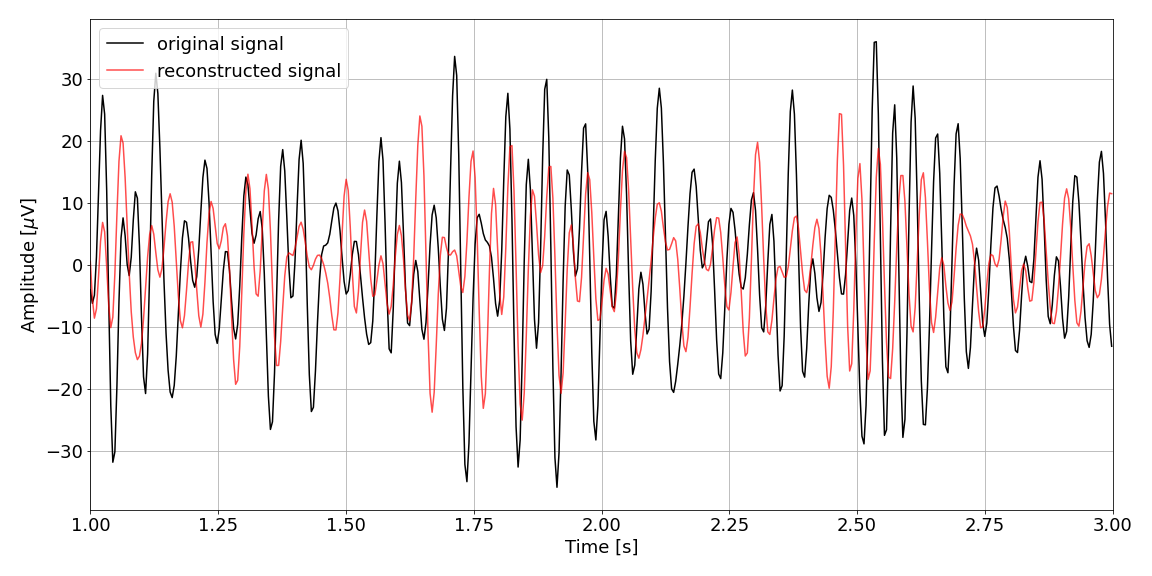 original signal
reconstructed signal
Amplitude [μV]
30
20
10
0
−10
−20
−30
1.00 1.25 1.50 1.75 2.00 2.25 2.50 2.75 3.00
Time [s]